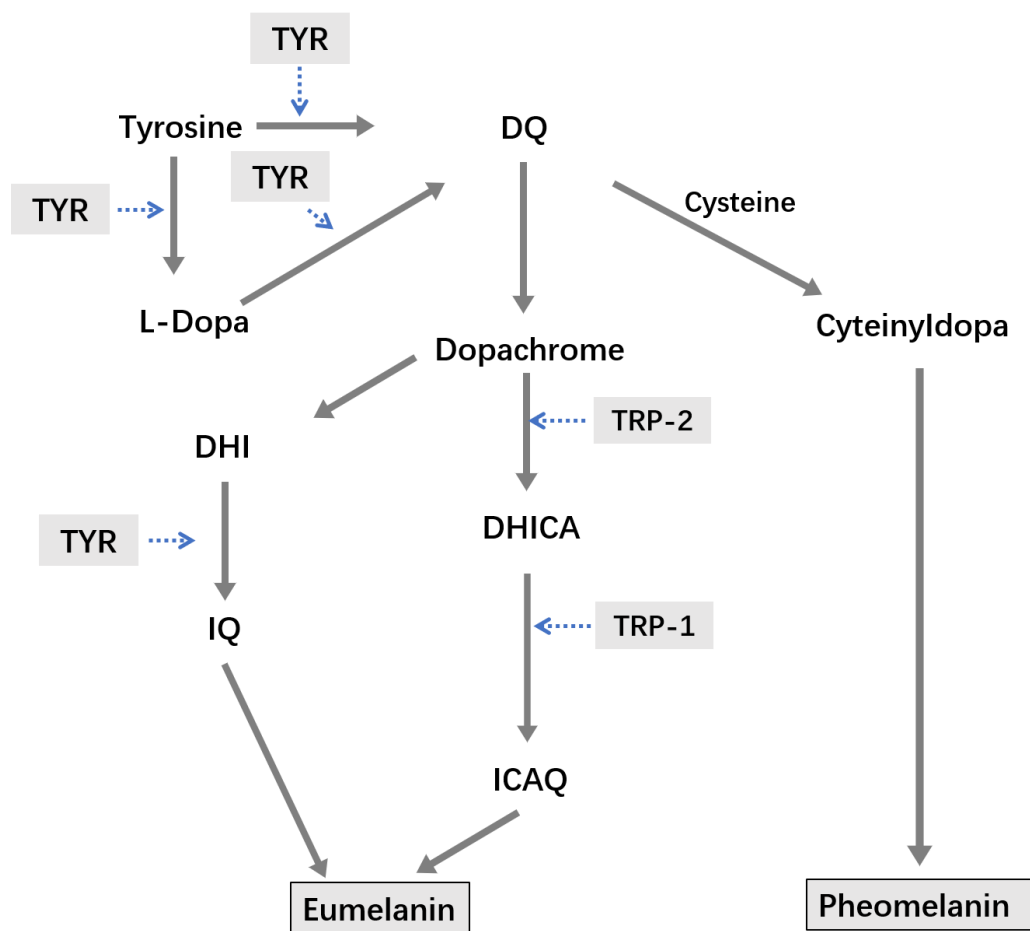 TYR
Tyrosine
DQ
TYR
TYR
Cysteine
L-Dopa
CyteinyIdopa
Dopachrome
TRP-2
DHI
DHICA
TYR
IQ
TRP-1
ICAQ
Eumelanin
Pheomelanin